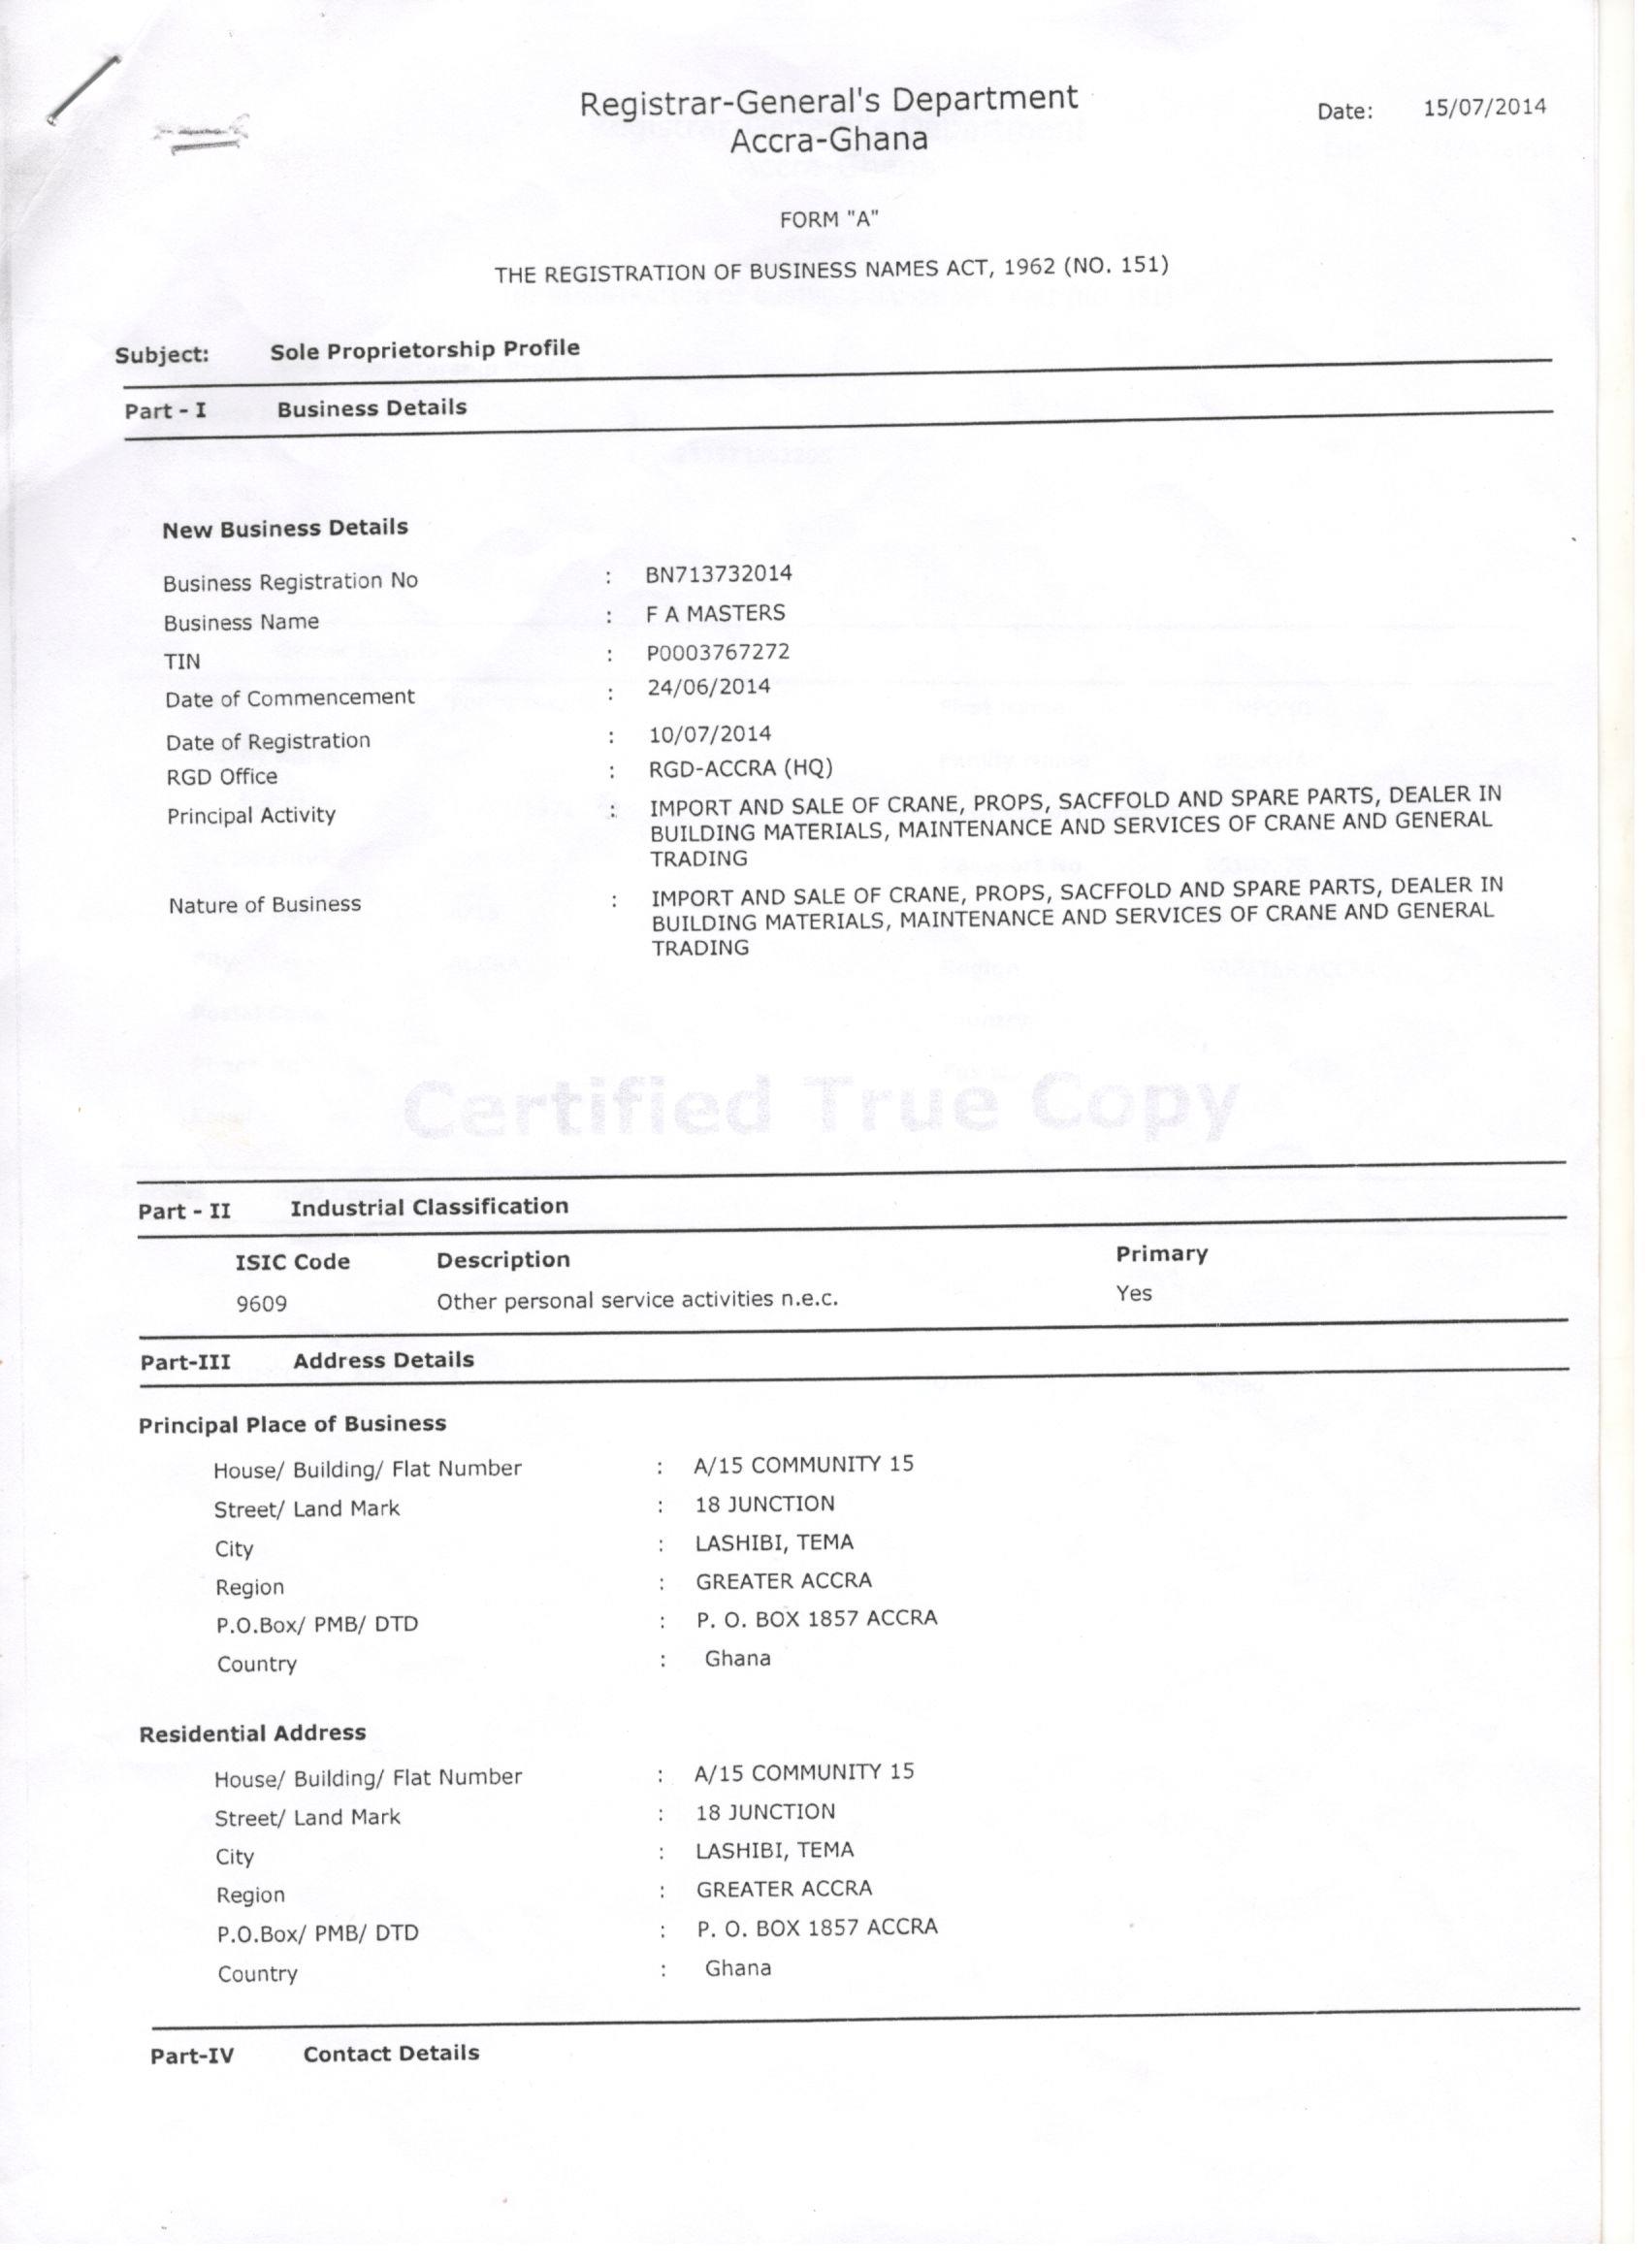 Registrar-General's Department
Accra-Ghana
Date: 15/07/2014
FORM "A"
THE REGISTRATION OF BUSINESS NAMES ACT, 1962 (NO. 151)
Subject: Sole Proprietorship Profile
Part - I Business Details
New Business Details
Business Registration No : BN713732014
Business Name : F A MASTERS
TIN : P0003767272
Date of Commencement : 24/06/2014
Date of Registration : 10/07/2014
RGD Office : RGD-ACCRA (HQ)
Principal Activity : IMPORT AND SALE OF CRANE, PROPS, SACFFOLD AND SPARE PARTS, DEALER IN
BUILDING MATERIALS, MAINTENANCE AND SERVICES OF CRANE AND GENERAL
TRADING
Nature of Business : IMPORT AND SALE OF CRANE, PROPS, SACFFOLD AND SPARE PARTS, DEALER IN
BUILDING MATERIALS, MAINTENANCE AND SERVICES OF CRANE AND GENERAL
TRADING
Certified True Copy
Part - II Industrial Classification
ISIC Code Description Primary
9609 Other personal service activities n.e.c. Yes
Part-III Address Details
Principal Place of Business
House/ Building/ Flat Number : A/15 COMMUNITY 15
Street/ Land Mark : 18 JUNCTION
City : LASHIBI, TEMA
Region : GREATER ACCRA
P.O.Box/ PMB/ DTD : P. O. BOX 1857 ACCRA
Country : Ghana
Residential Address
House/ Building/ Flat Number : A/15 COMMUNITY 15
Street/ Land Mark : 18 JUNCTION
City : LASHIBI, TEMA
Region : GREATER ACCRA
P.O.Box/ PMB/ DTD : P. O. BOX 1857 ACCRA
Country : Ghana
Part-IV Contact Details